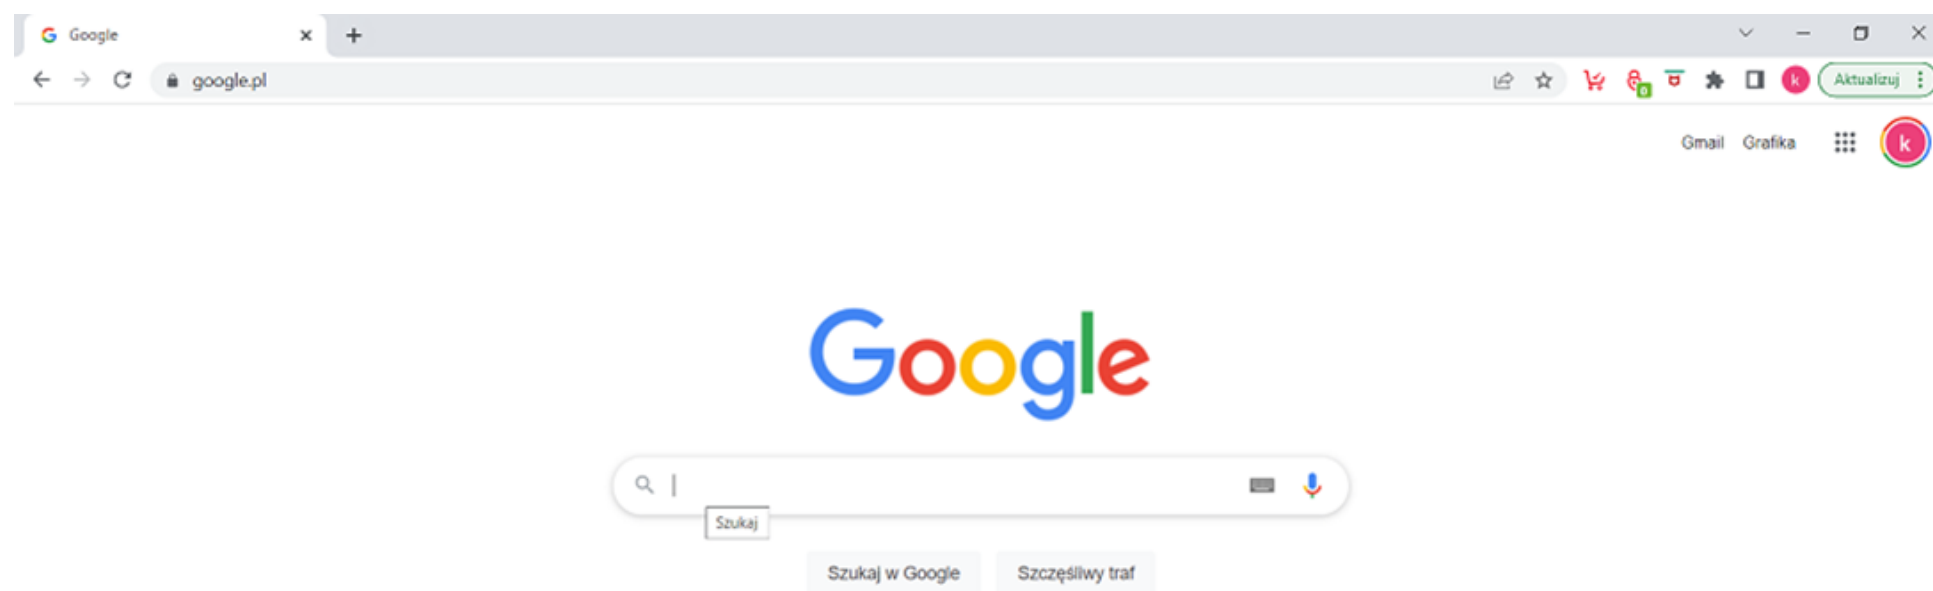 Google
google.pl
Aktualizuj
k
Gmail Grafika
k
Google
Szukaj
Szukaj w Google Szczęśliwy traf